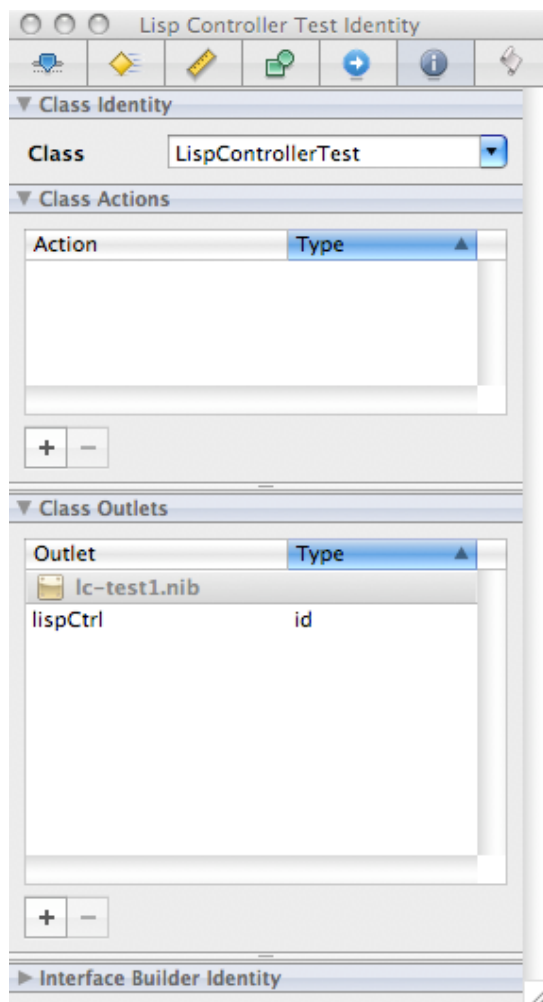 Lisp Controller Test Identity
Class Identity
Class LispControllerTest
Class Actions
Action Type
Class Outlets
Outlet Type
lc-test1.nib
lispCtrl id
Interface Builder Identity